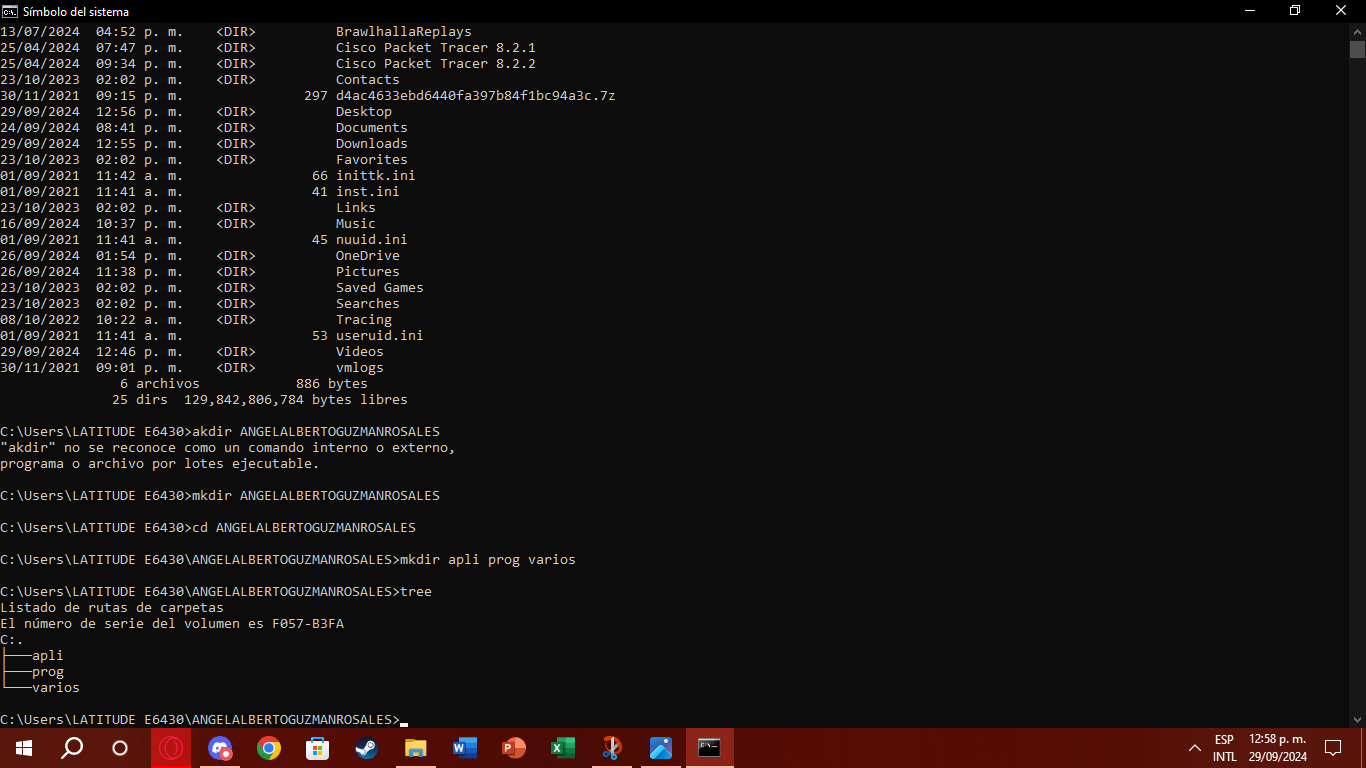 Símbolo del sistema
13/07/2024  04:52 p. m.    <DIR>          BrawlhallaReplays
25/04/2024  07:47 p. m.    <DIR>          Cisco Packet Tracer 8.2.1
25/04/2024  09:34 p. m.    <DIR>          Cisco Packet Tracer 8.2.2
23/10/2023  02:02 p. m.    <DIR>          Contacts
30/11/2021  09:15 p. m.               297 d4ac4633ebd6440fa397b84f1bc94a3c.7z
29/09/2024  12:56 p. m.    <DIR>          Desktop
24/09/2024  08:41 p. m.    <DIR>          Documents
29/09/2024  12:55 p. m.    <DIR>          Downloads
23/10/2023  02:02 p. m.    <DIR>          Favorites
01/09/2021  11:42 a. m.                66 inittk.ini
01/09/2021  11:41 a. m.                41 inst.ini
23/10/2023  02:02 p. m.    <DIR>          Links
16/09/2024  10:37 p. m.    <DIR>          Music
01/09/2021  11:41 a. m.                45 nuuid.ini
26/09/2024  01:54 p. m.    <DIR>          OneDrive
26/09/2024  11:38 p. m.    <DIR>          Pictures
23/10/2023  02:02 p. m.    <DIR>          Saved Games
23/10/2023  02:02 p. m.    <DIR>          Searches
08/10/2022  10:22 a. m.    <DIR>          Tracing
01/09/2021  11:41 a. m.                53 useruid.ini
29/09/2024  12:46 p. m.    <DIR>          Videos
30/11/2021  09:01 p. m.    <DIR>          vmlogs
               6 archivos            886 bytes
              25 dirs  129,842,806,784 bytes libres
C:\Users\LATITUDE E6430>akdir ANGELALBERTOGUZMANROSALES
"akdir" no se reconoce como un comando interno o externo,
programa o archivo por lotes ejecutable.
C:\Users\LATITUDE E6430>mkdir ANGELALBERTOGUZMANROSALES
C:\Users\LATITUDE E6430>cd ANGELALBERTOGUZMANROSALES
C:\Users\LATITUDE E6430\ANGELALBERTOGUZMANROSALES>mkdir apli prog varios
C:\Users\LATITUDE E6430\ANGELALBERTOGUZMANROSALES>tree
Listado de rutas de carpetas
El número de serie del volumen es F057-B3FA
C:.
├───apli
├───prog
└───varios
C:\Users\LATITUDE E6430\ANGELALBERTOGUZMANROSALES>
ESP 12:58 p. m.
INTL 29/09/2024